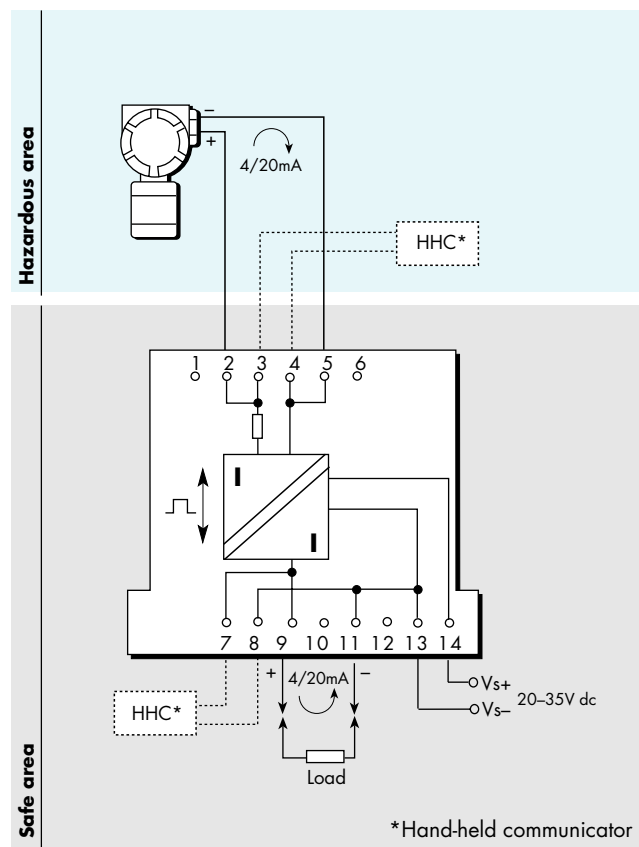 Hazardous area
–
+
4/20mA
HHC*
1 2 3 4 5 6
I
I
7 8 9 10 11 12 13 14
+ 4/20mA –
Vs+
20–35V dc
Vs–
HHC*
Load
Safe area
*Hand-held communicator